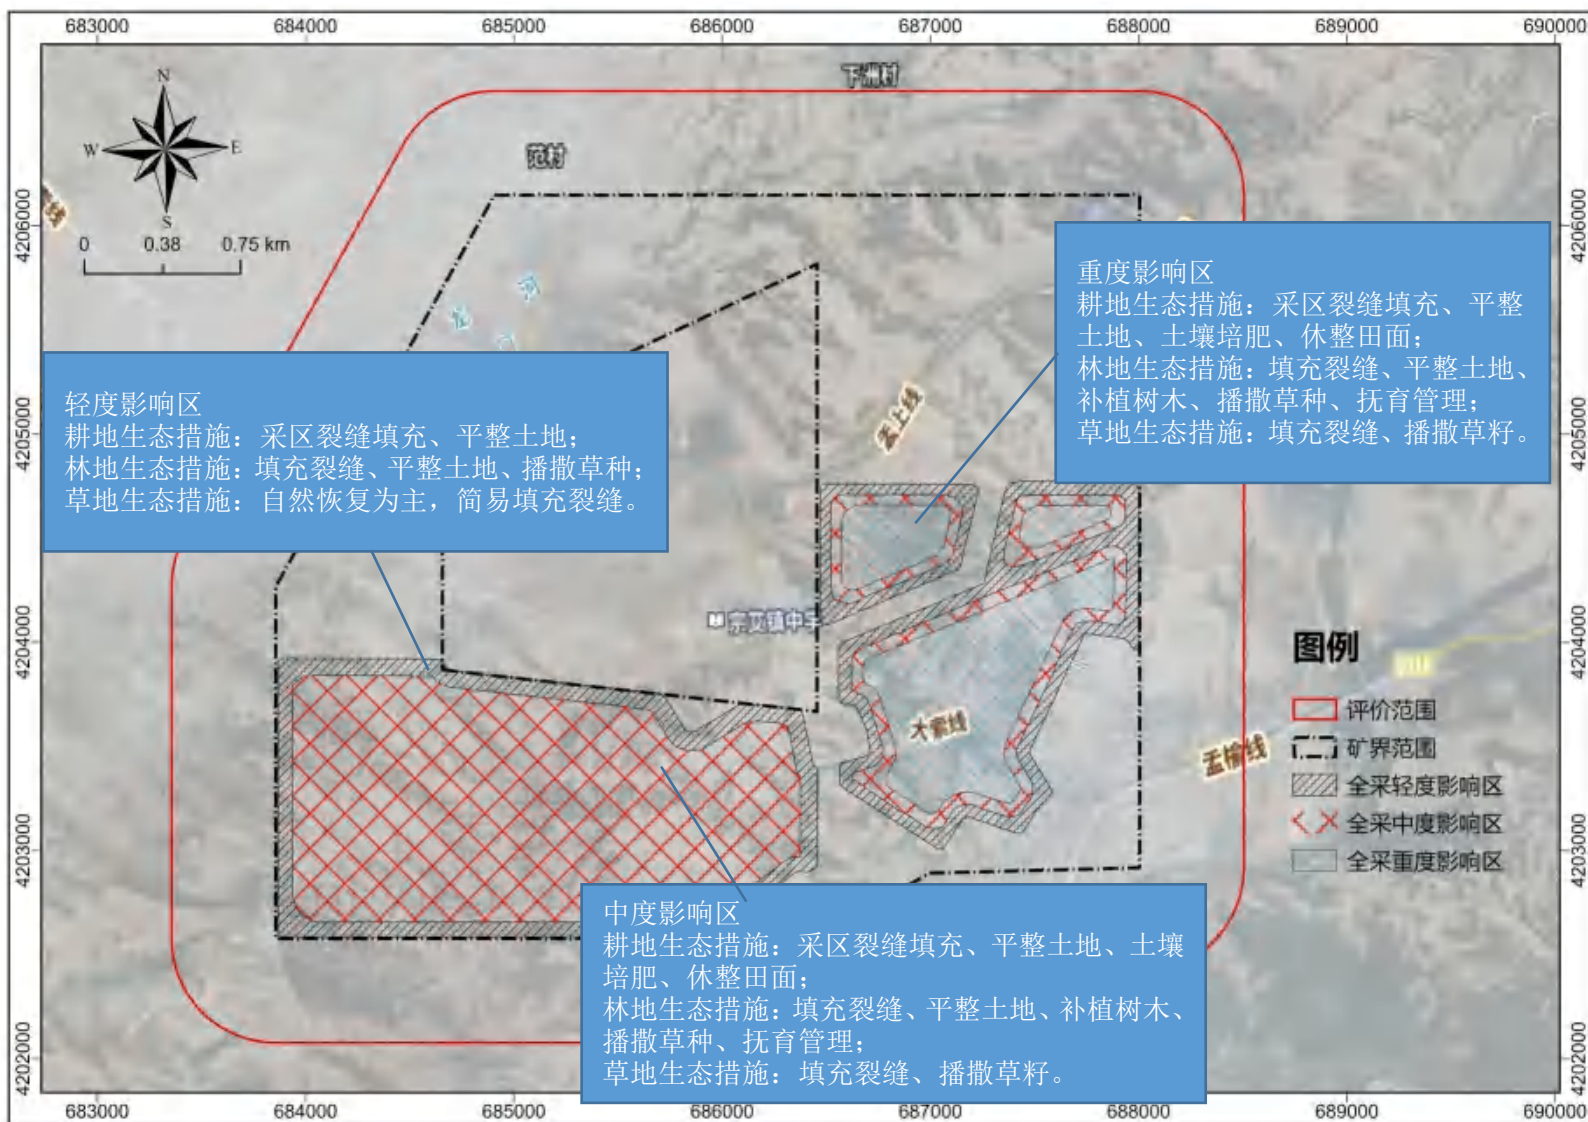 683000 684000 685000 686000 687000 688000 689000 690000
下湘村
N
W E
S
范村
0 0.38 0.75 km
4206000 4206000
重度影响区
耕地生态措施：采区裂缝填充、平整
土地、土壤培肥、休整田面；
林地生态措施：填充裂缝、平整土地、
补植树木、播撒草种、抚育管理；
草地生态措施：填充裂缝、播撒草籽。
河
轻度影响区
耕地生态措施：采区裂缝填充、平整土地；
林地生态措施：填充裂缝、平整土地、播撒草种；
草地生态措施：自然恢复为主，简易填充裂缝。
4205000 4205000
上线
宗艾镇中学
4204000 4204000
图例
评价范围
矿界范围
全采轻度影响区
全采中度影响区
全采重度影响区
孟榆线
4203000 4203000
中度影响区
耕地生态措施：采区裂缝填充、平整土地、土壤
培肥、休整田面；
林地生态措施：填充裂缝、平整土地、补植树木、
播撒草种、抚育管理；
草地生态措施：填充裂缝、播撒草籽。
4202000 4202000
683000 684000 685000 686000 687000 688000 689000 690000